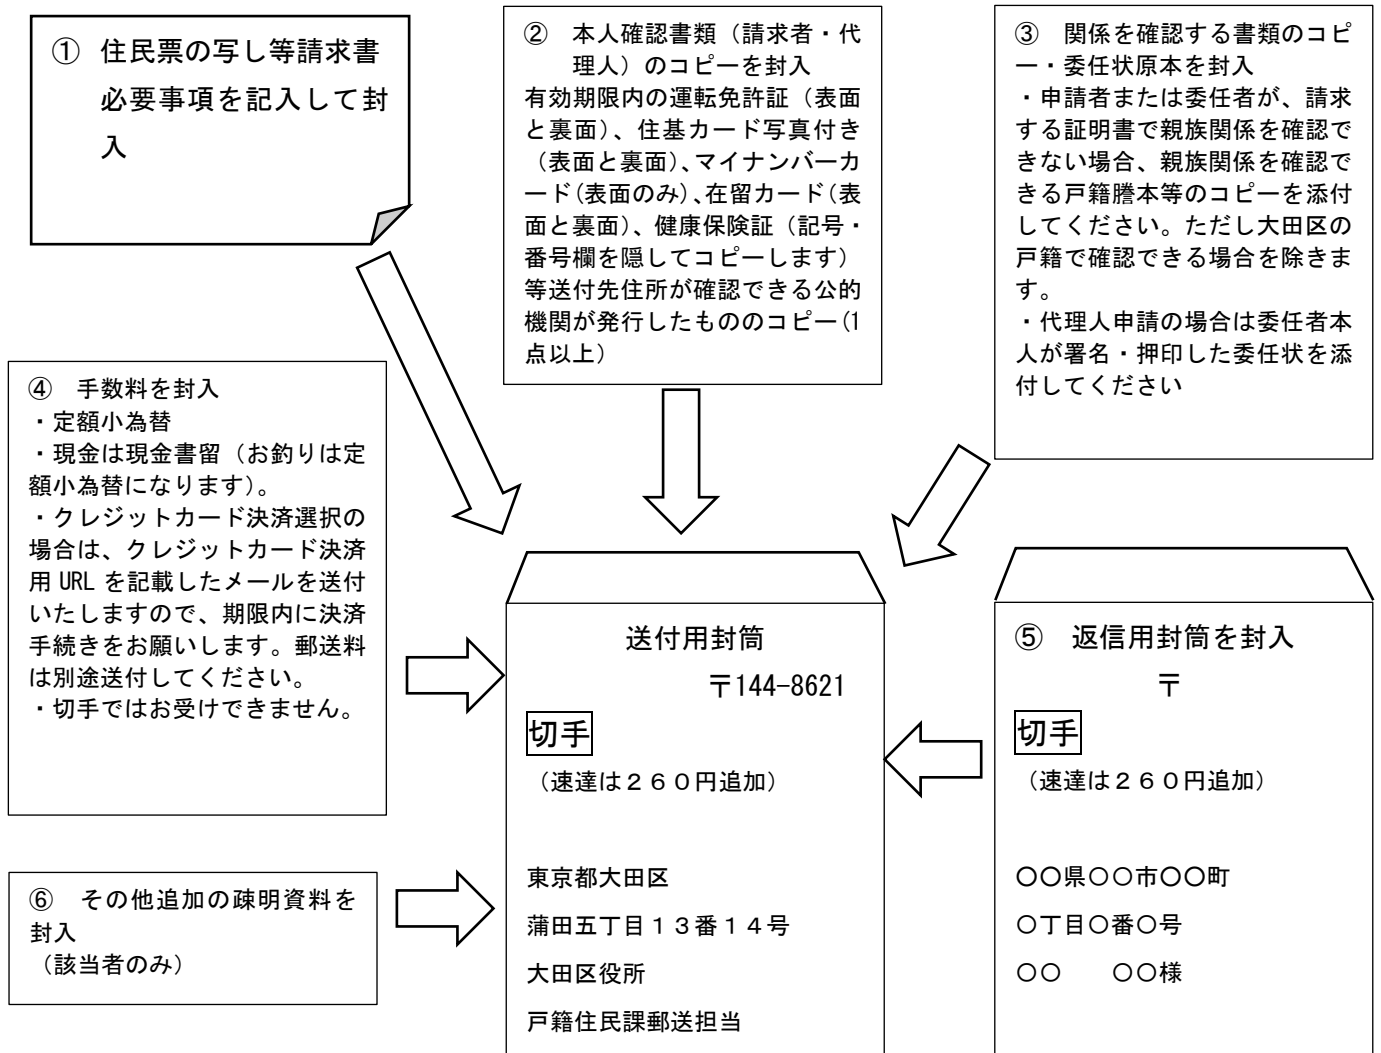 ① 住民票の写し等請求書
必要事項を記入して封
入
② 本人確認書類（請求者・代
理人）のコピーを封入
有効期限内の運転免許証（表面
と裏面）、住基カード写真付き
（表面と裏面）、マイナンバーカ
ード（表面のみ）、在留カード（表
面と裏面）、健康保険証（記号・
番号欄を隠してコピーします）
等送付先住所が確認できる公的
機関が発行したもののコピー（1
点以上）
③ 関係を確認する書類のコピ
ー・委任状原本を封入
・申請者または委任者が、請求
する証明書で親族関係を確認で
きない場合、親族関係を確認で
きる戸籍謄本等のコピーを添付
してください。ただし大田区の
戸籍で確認できる場合を除きま
す。
・代理人申請の場合は委任者本
人が署名・押印した委任状を添
付してください
④ 手数料を封入
・定額小為替
・現金は現金書留（お釣りは定
額小為替になります）。
・クレジットカード決済選択の
場合は、クレジットカード決済
用 URL を記載したメールを送付
いたしますので、期限内に決済
手続きをお願いします。郵送料
は別途送付してください。
・切手ではお受けできません。
送付用封筒
〒144-8621
切手
（速達は２６０円追加）
東京都大田区
蒲田五丁目１３番１４号
大田区役所
戸籍住民課郵送担当
⑤ 返信用封筒を封入
〒
切手
（速達は２６０円追加）
〇〇県〇〇市〇〇町
〇丁目〇番〇号
〇〇　　〇〇様
⑥ その他追加の疎明資料を
封入
（該当者のみ）